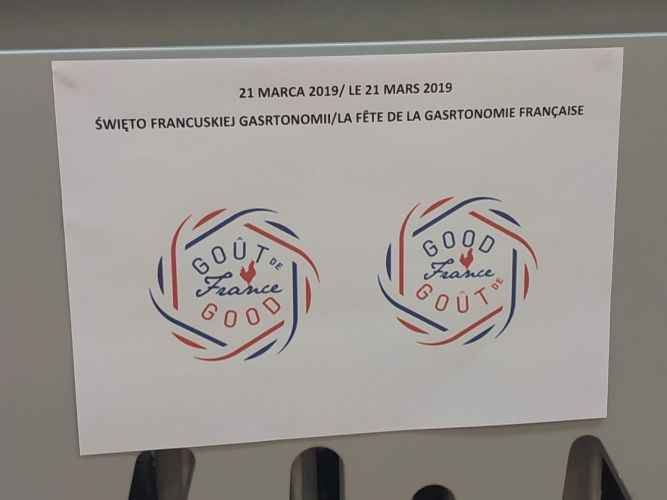 21 MARCA 2019/ LE 21 MARS 2019
ŚWIĘTO FRANCUSKIEJ GASRTONOMII/LA FÊTE DE LA GASRTONOMIE FRANÇAISE
GOÛT DE
France
GOOD
GOOD
France
GOÛT DE